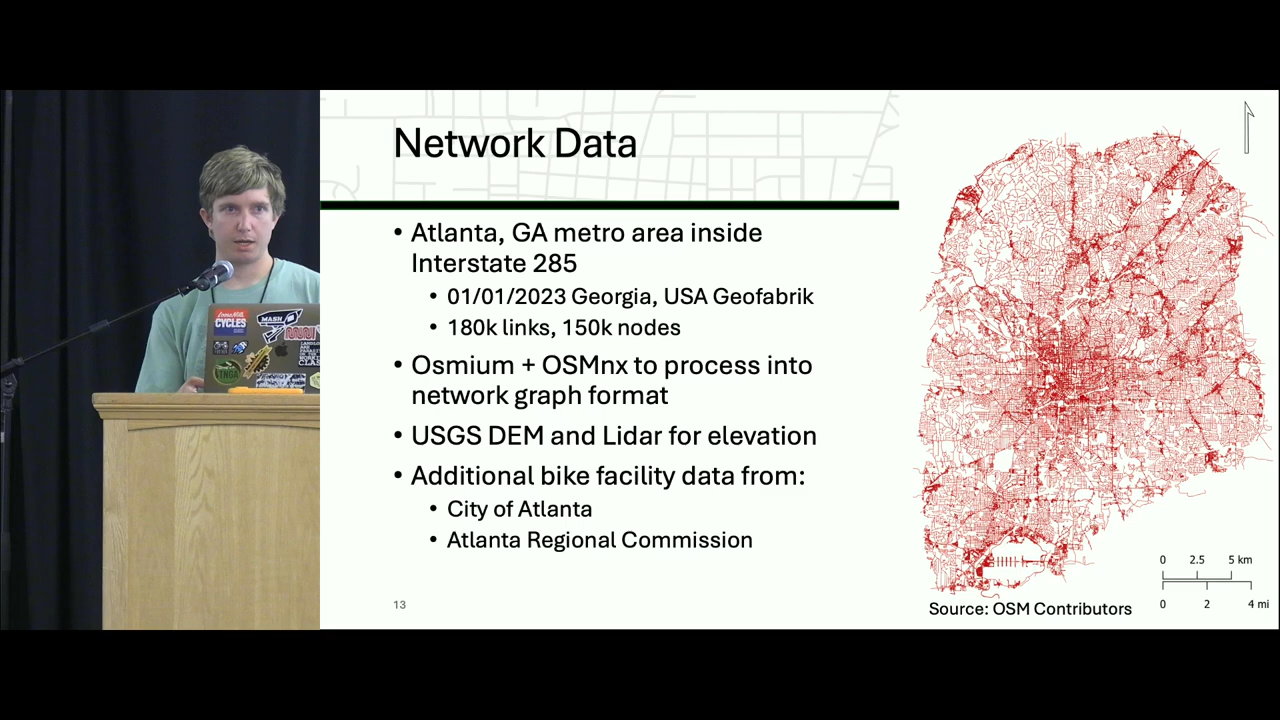 Network Data
• Atlanta, GA metro area inside
Interstate 285
• 01/01/2023 Georgia, USA Geofabrik
• 180k links, 150k nodes
• Osmium + OSMnx to process into
network graph format
• USGS DEM and Lidar for elevation
• Additional bike facility data from:
• City of Atlanta
• Atlanta Regional Commission
13
0 2.5 5 km
0 2 4 mi
Source: OSM Contributors
CYCLES
MASH